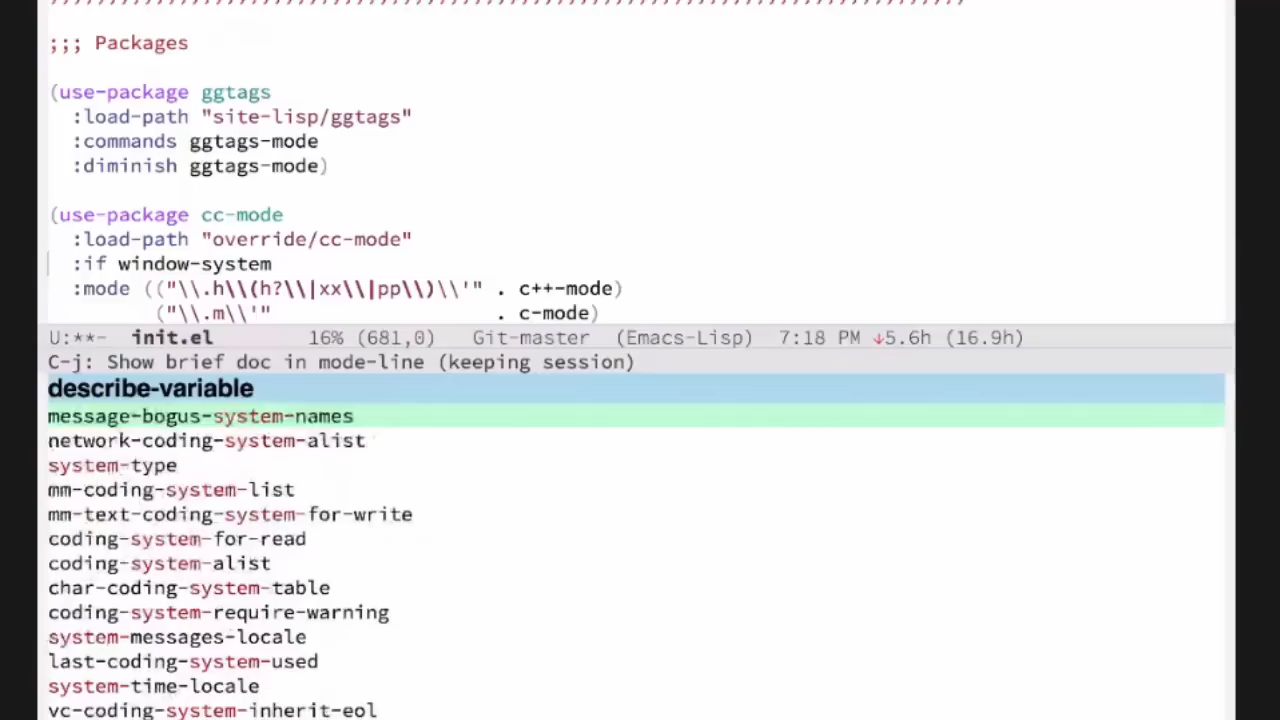 ;;; Packages
(use-package ggtags
:load-path "site-lisp/ggtags"
:commands ggtags-mode
:diminish ggtags-mode)
(use-package cc-mode
:load-path "override/cc-mode"
:if window-system
:mode (("\\.h\\(h?\\|xx\\|pp\\)\\'" . c++-mode)
("\\.m\\'" . c-mode)
U:**- init.el 16% (681,0) Git-master (Emacs-Lisp) 7:18 PM ↓5.6h (16.9h)
C-j: Show brief doc in mode-line (keeping session)
describe-variable
message-bogus-system-names
network-coding-system-alist
system-type
mm-coding-system-list
mm-text-coding-system-for-write
coding-system-for-read
coding-system-alist
char-coding-system-table
coding-system-require-warning
system-messages-locale
last-coding-system-used
system-time-locale
vc-coding-system-inherit-eol